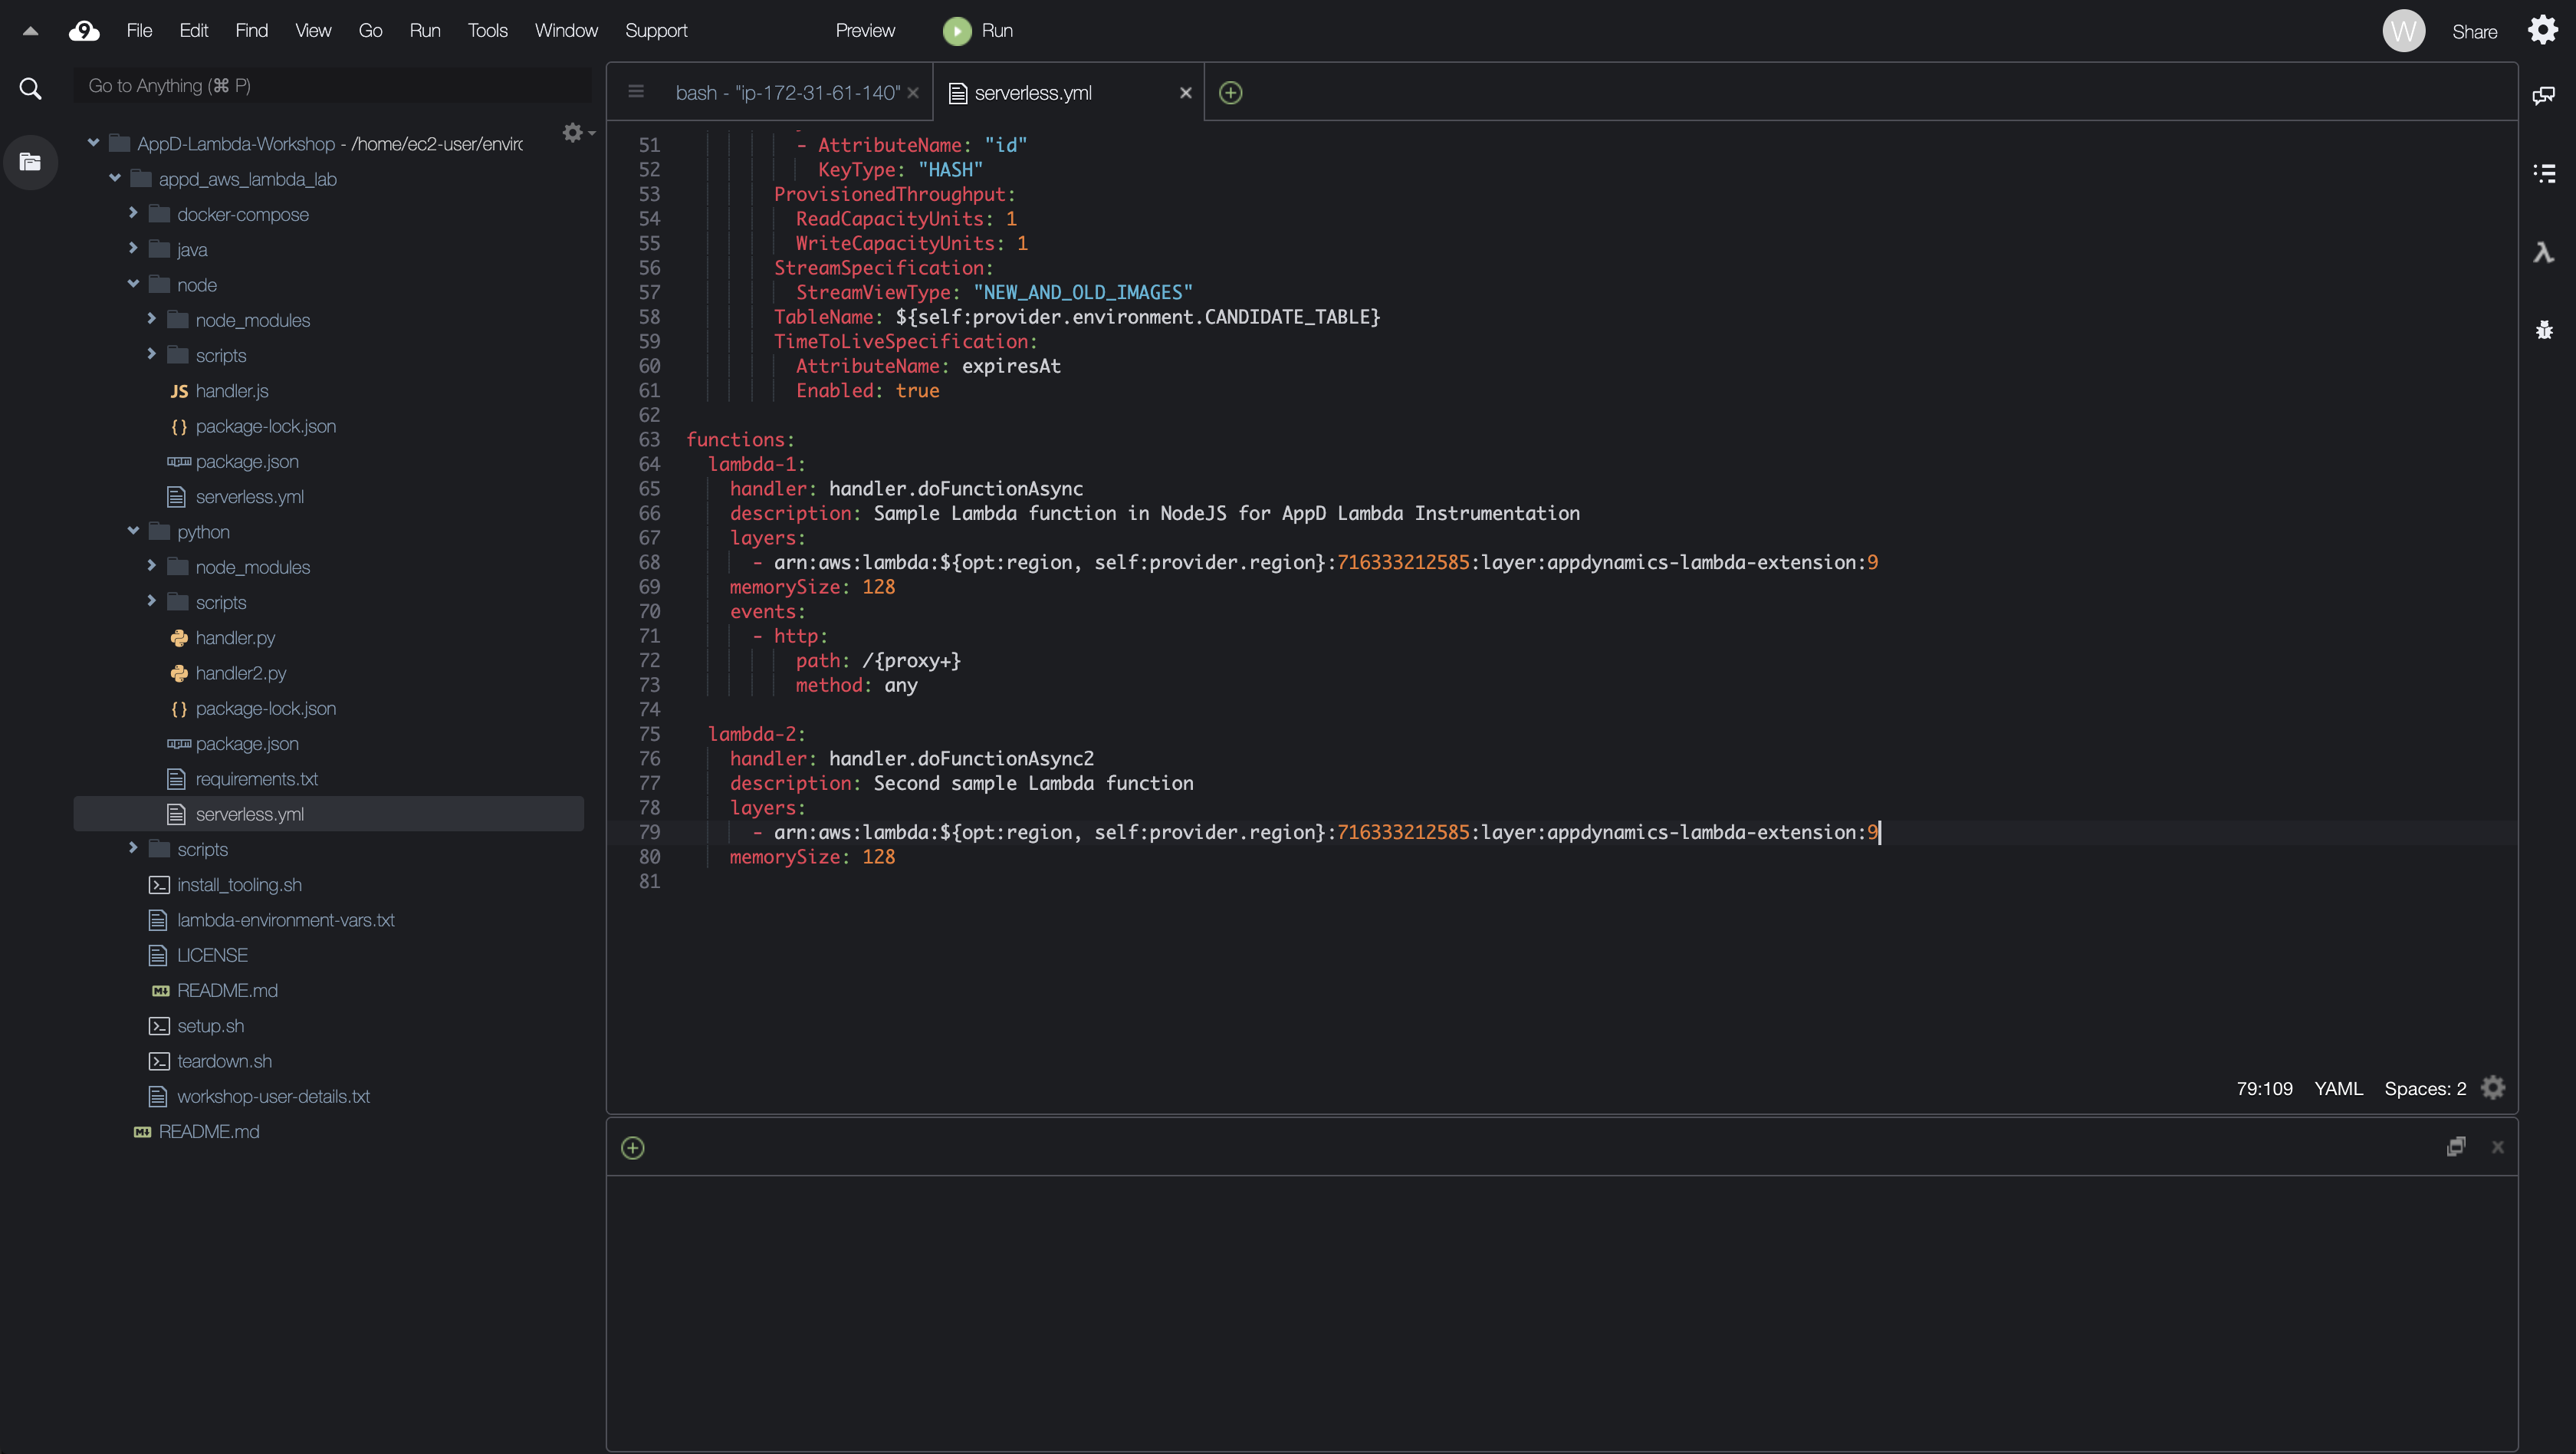 9 File Edit Find View Go Run Tools Window Support Preview Run W Share
Go to Anything (⌘ P)
AppD-Lambda-Workshop - /home/ec2-user/envirc
appd_aws_lambda_lab
docker-compose
java
node
node_modules
scripts
JS handler.js
{} package-lock.json
package.json
serverless.yml
python
node_modules
scripts
handler.py
handler2.py
{} package-lock.json
package.json
requirements.txt
serverless.yml
scripts
install_tooling.sh
lambda-environment-vars.txt
LICENSE
README.md
setup.sh
teardown.sh
workshop-user-details.txt
README.md
bash - "ip-172-31-61-140" serverless.yml
51 - AttributeName: "id"
52 KeyType: "HASH"
53 ProvisionedThroughput:
54 ReadCapacityUnits: 1
55 WriteCapacityUnits: 1
56 StreamSpecification:
57 StreamViewType: "NEW_AND_OLD_IMAGES"
58 TableName: ${self:provider.environment.CANDIDATE_TABLE}
59 TimeToLiveSpecification:
60 AttributeName: expiresAt
61 Enabled: true
62
63 functions:
64 lambda-1:
65 handler: handler.doFunctionAsync
66 description: Sample Lambda function in NodeJS for AppD Lambda Instrumentation
67 layers:
68 - arn:aws:lambda:${opt:region, self:provider.region}:716333212585:layer:appdynamics-lambda-extension:9
69 memorySize: 128
70 events:
71 - http:
72 path: /{proxy+}
73 method: any
74
75 lambda-2:
76 handler: handler.doFunctionAsync2
77 description: Second sample Lambda function
78 layers:
79 - arn:aws:lambda:${opt:region, self:provider.region}:716333212585:layer:appdynamics-lambda-extension:9
80 memorySize: 128
81
79:109 YAML Spaces: 2